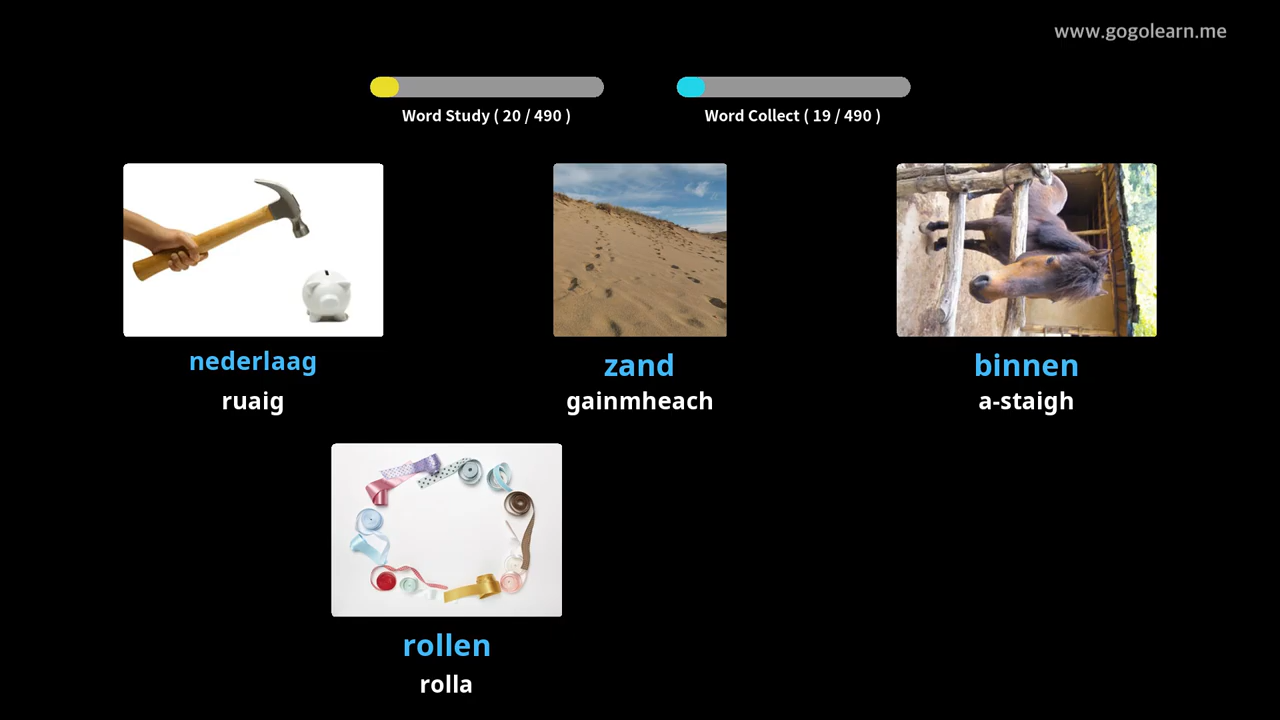 www.gogolearn.me
Word Study ( 20 / 490 )
Word Collect ( 19 / 490 )
nederlaag
ruaig
zand
gainmheach
binnen
a-staigh
rollen
rolla